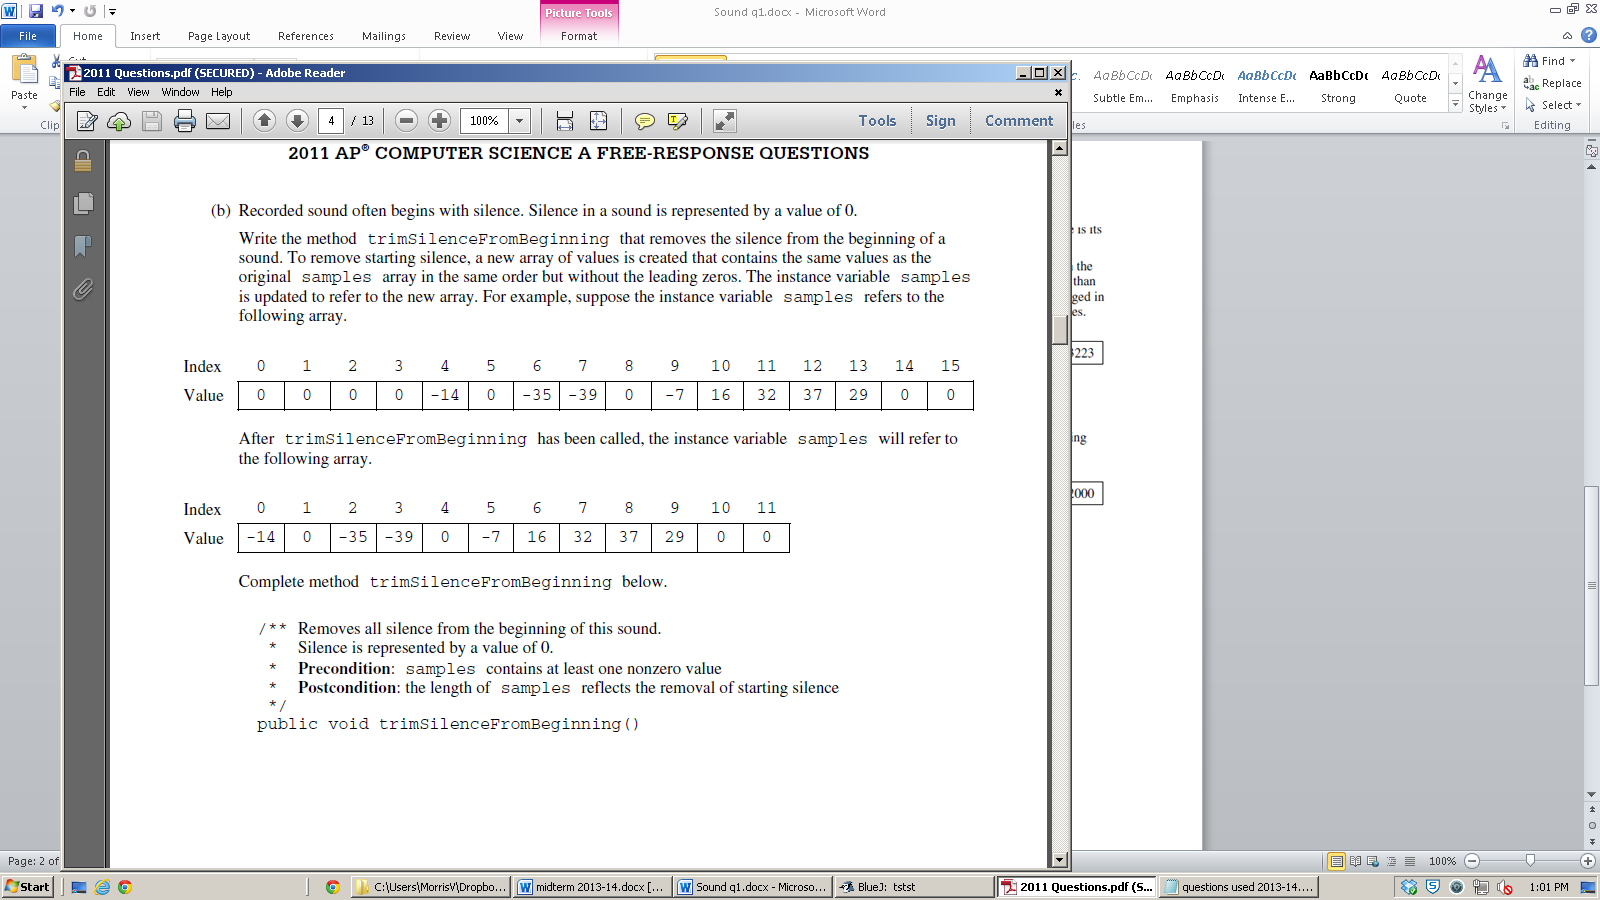 Sound q1.docx - Microsoft Word
Picture Tools
File Home Insert Page Layout References Mailings Review View Format
Paste
Cut
Clip
AaBbCcDc AaBbCcDc AaBbCcDc AaBbCcDc AaBbCcDc
Subtle Em... Emphasis Intense E... Strong Quote
Change Styles
Find
Replace
Select
Editing
les
2011 Questions.pdf (SECURED) - Adobe Reader
File Edit View Window Help
4 / 13 100% Tools Sign Comment
2011 AP® COMPUTER SCIENCE A FREE-RESPONSE QUESTIONS
(b) Recorded sound often begins with silence. Silence in a sound is represented by a value of 0.
Write the method trimSilenceFromBeginning that removes the silence from the beginning of a
sound. To remove starting silence, a new array of values is created that contains the same values as the
original samples array in the same order but without the leading zeros. The instance variable samples
is updated to refer to the new array. For example, suppose the instance variable samples refers to the
following array.
Index 0 1 2 3 4 5 6 7 8 9 10 11 12 13 14 15
Value 0 0 0 0 -14 0 -35 -39 0 -7 16 32 37 29 0 0
After trimSilenceFromBeginning has been called, the instance variable samples will refer to
the following array.
Index 0 1 2 3 4 5 6 7 8 9 10 11
Value -14 0 -35 -39 0 -7 16 32 37 29 0 0
Complete method trimSilenceFromBeginning below.
/** Removes all silence from the beginning of this sound.
* Silence is represented by a value of 0.
* Precondition: samples contains at least one nonzero value
* Postcondition: the length of samples reflects the removal of starting silence
*/
public void trimSilenceFromBeginning()
is its
the
than
ged in
es.
3223
ng
2000
Page: 2 of
100%
Start
C:\Users\MorrisV\Dropbo... midterm 2013-14.docx [... Sound q1.docx - Microso... BlueJ: tstst 2011 Questions.pdf (S... questions used 2013-14.... 1:01 PM